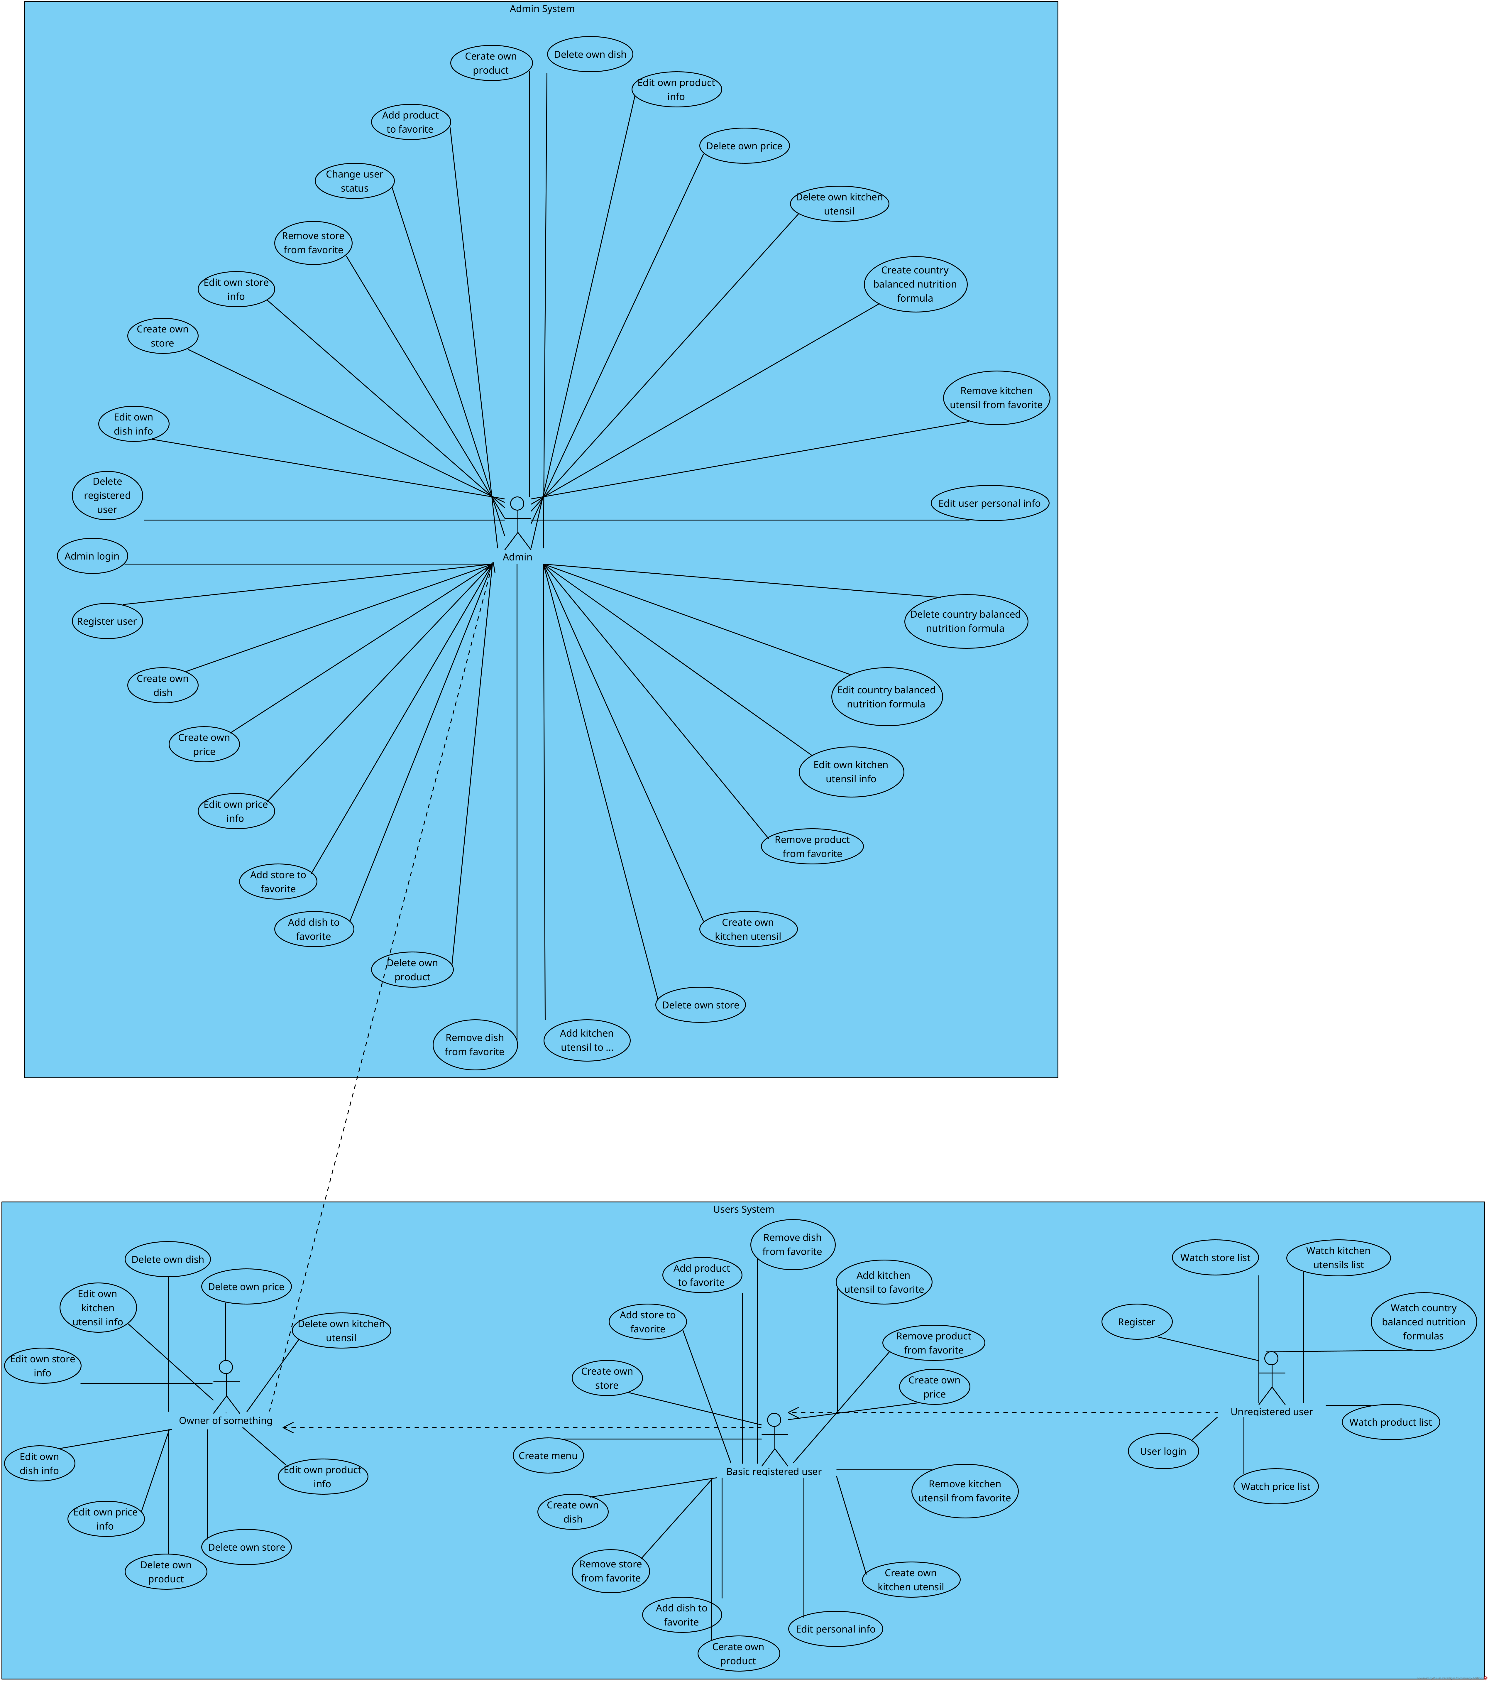 Admin System
Cerate own
product
Delete own dish
Edit own product
info
Add product
to favorite
Delete own price
Change user
status
Delete own kitchen
utensil
Remove store
from favorite
Create country
balanced nutrition
formula
Edit own store
info
Create own
store
Remove kitchen
utensil from favorite
Edit own
dish info
Delete
registered
user
Edit user personal info
Admin login
Admin
Register user
Delete country balanced
nutrition formula
Create own
dish
Edit country balanced
nutrition formula
Create own
price
Edit own kitchen
utensil info
Edit own price
info
Remove product
from favorite
Add store to
favorite
Add dish to
favorite
Create own
kitchen utensil
Delete own
product
Delete own store
Remove dish
from favorite
Add kitchen
utensil to ...
Users System
Delete own dish
Delete own price
Edit own
kitchen
utensil info
Delete own kitchen
utensil
Edit own store
info
Owner of something
Edit own
dish info
Edit own product
info
Edit own price
info
Delete own store
Delete own
product
Remove dish
from favorite
Add product
to favorite
Add kitchen
utensil to favorite
Add store to
favorite
Remove product
from favorite
Create own
store
Create own
price
Create menu
Basic registered user
Create own
dish
Remove kitchen
utensil from favorite
Remove store
from favorite
Create own
kitchen utensil
Add dish to
favorite
Edit personal info
Cerate own
product
Watch store list
Watch kitchen
utensils list
Register
Watch country
balanced nutrition
formulas
Unregistered user
Watch product list
User login
Watch price list